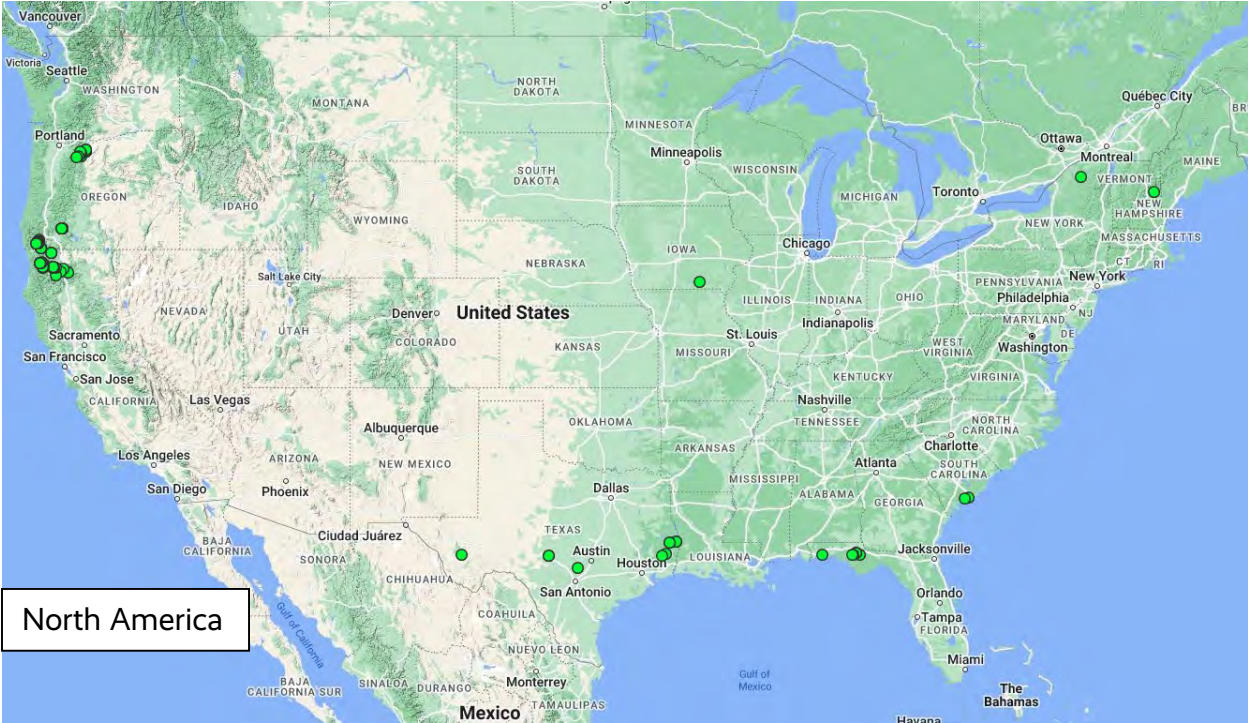 Vancouver
Victoria
Seattle
WASHINGTON
NORTH
DAKOTA
MONTANA
MINNESOTA
Minneapolis
Québec City
Ottawa
Montreal
MAINE
Portland
OREGON
IDAHO
SOUTH
DAKOTA
WISCONSIN
MICHIGAN
Toronto
VERMONT
NEW
HAMPSHIRE
WYOMING
NEW YORK
MASSACHUSETTS
CT
RI
IOWA
Chicago
NEBRASKA
Salt Lake City
NEVADA
UTAH
Denver
COLORADO
United States
ILLINOIS
INDIANA
OHIO
Indianapolis
PENNSYLVANIA
New York
Philadelphia
NJ
MARYLAND
DE
Washington
Sacramento
San Francisco
San Jose
CALIFORNIA
KANSAS
MISSOURI
St. Louis
WEST
VIRGINIA
KENTUCKY
VIRGINIA
Las Vegas
Nashville
TENNESSEE
NORTH
CAROLINA
Charlotte
Albuquerque
OKLAHOMA
ARKANSAS
Los Angeles
ARIZONA
NEW MEXICO
Atlanta
SOUTH
CAROLINA
San Diego
Phoenix
Dallas
MISSISSIPPI
ALABAMA
GEORGIA
BAJA
CALIFORNIA
Ciudad Juárez
SONORA
TEXAS
Austin
Houston
LOUISIANA
Jacksonville
CHIHUAHUA
San Antonio
Orlando
Tampa
FLORIDA
COAHUILA
North America
Gulf of California
NUEVO LEON
Monterrey
Miami
BAJA
CALIFORNIA SUR
SINALOA
DURANGO
TAMAULIPAS
Mexico
Gulf of
Mexico
The
Bahamas
Havana